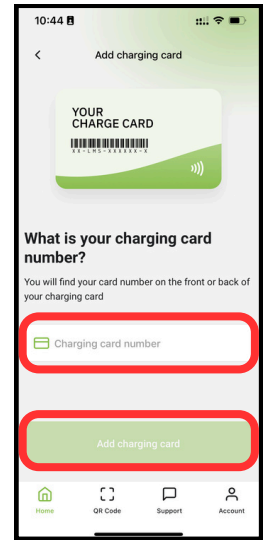 10:44
Add charging card
YOUR
CHARGE CARD
XX-LMS-XXXXXX-X
What is your charging card
number?
You will find your card number on the front or back of
your charging card
Charging card number
Add charging card
Home QR Code Support Account